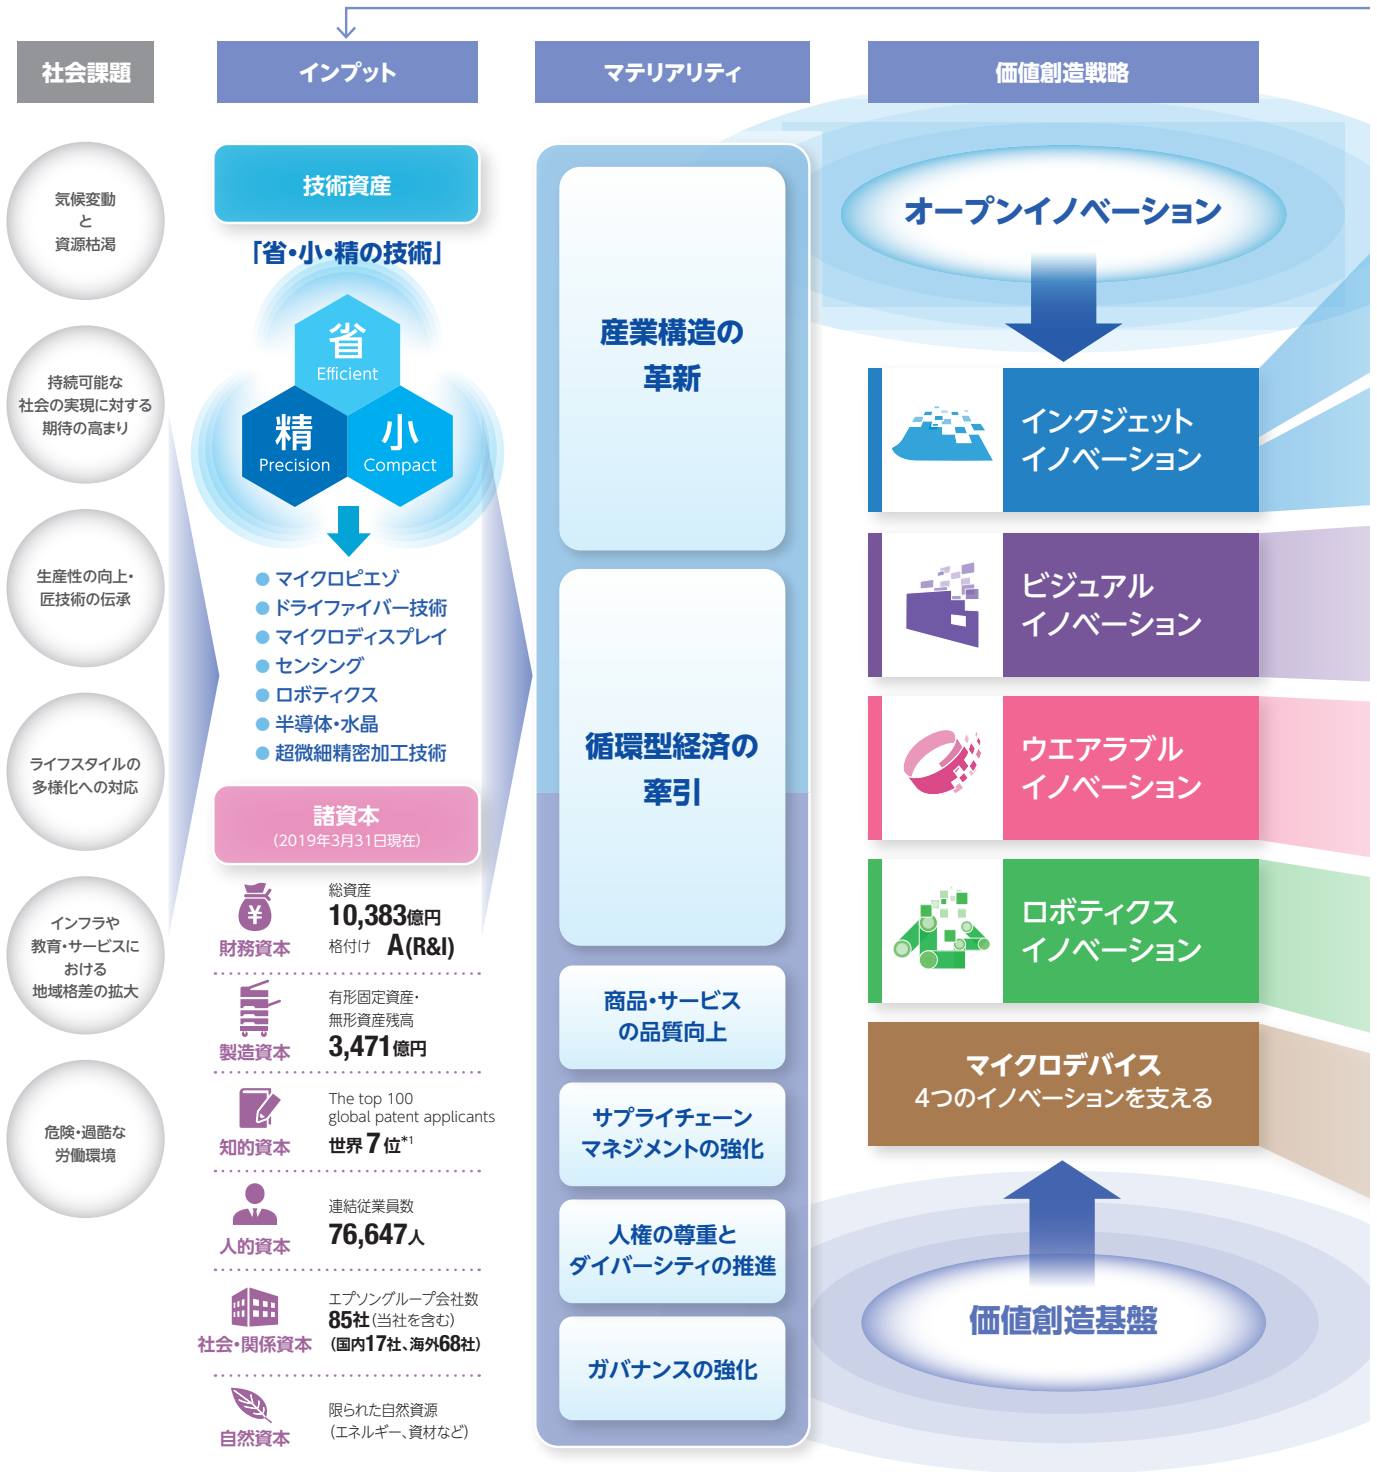 社会課題
気候変動
と
資源枯渇
持続可能な
社会の実現に対する
期待の高まり
生産性の向上・
匠技術の伝承
ライフスタイルの
多様化への対応
インフラや
教育・サービスに
おける
地域格差の拡大
危険・過酷な
労働環境
インプット
技術資産
「省・小・精の技術」
省
Efficient
精
Precision
小
Compact
● マイクロピエゾ
● ドライファイバー技術
● マイクロディスプレイ
● センシング
● ロボティクス
● 半導体・水晶
● 超微細精密加工技術
諸資本
（2019年3月31日現在）
財務資本
総資産
10,383億円
格付け A(R&I)
製造資本
有形固定資産・
無形資産残高
3,471億円
知的資本
The top 100
global patent applicants
世界7位*1
人的資本
連結従業員数
76,647人
社会・関係資本
エプソングループ会社数
85社（当社を含む）
（国内17社、海外68社）
自然資本
限られた自然資源
（エネルギー、資材など）
マテリアリティ
産業構造の
革新
循環型経済の
牽引
商品・サービス
の品質向上
サプライチェーン
マネジメントの強化
人権の尊重と
ダイバーシティの推進
ガバナンスの強化
価値創造戦略
オープンイノベーション
インクジェット
イノベーション
ビジュアル
イノベーション
ウエアラブル
イノベーション
ロボティクス
イノベーション
マイクロデバイス
4つのイノベーションを支える
価値創造基盤